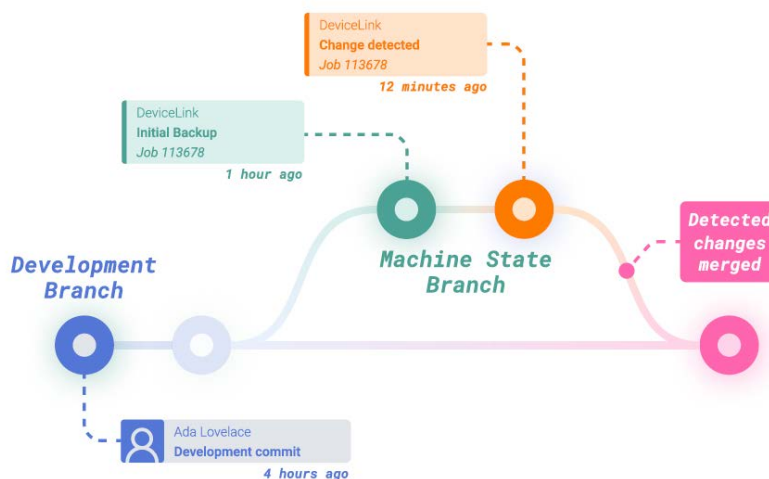 DeviceLink
Change detected
Job 113678
12 minutes ago
DeviceLink
Initial Backup
Job 113678
1 hour ago
Detected
changes
merged
Machine State
Branch
Development
Branch
Ada Lovelace
Development commit
4 hours ago